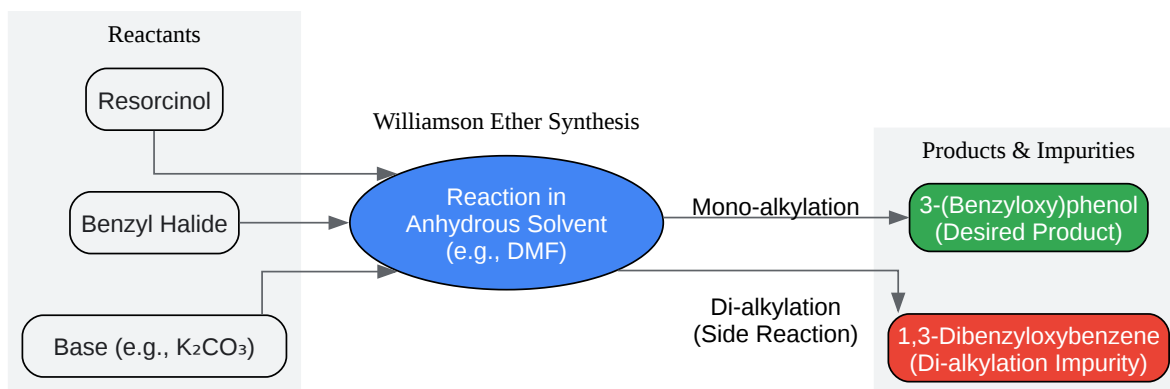 Reactants
Resorcinol
Benzyl Halide
Base (e.g., K₂CO₃)
Williamson Ether Synthesis
Reaction in
Anhydrous Solvent
(e.g., DMF)
Mono-alkylation
Di-alkylation
(Side Reaction)
Products & Impurities
3-(Benzyloxy)phenol
(Desired Product)
1,3-Dibenzyloxybenzene
(Di-alkylation Impurity)